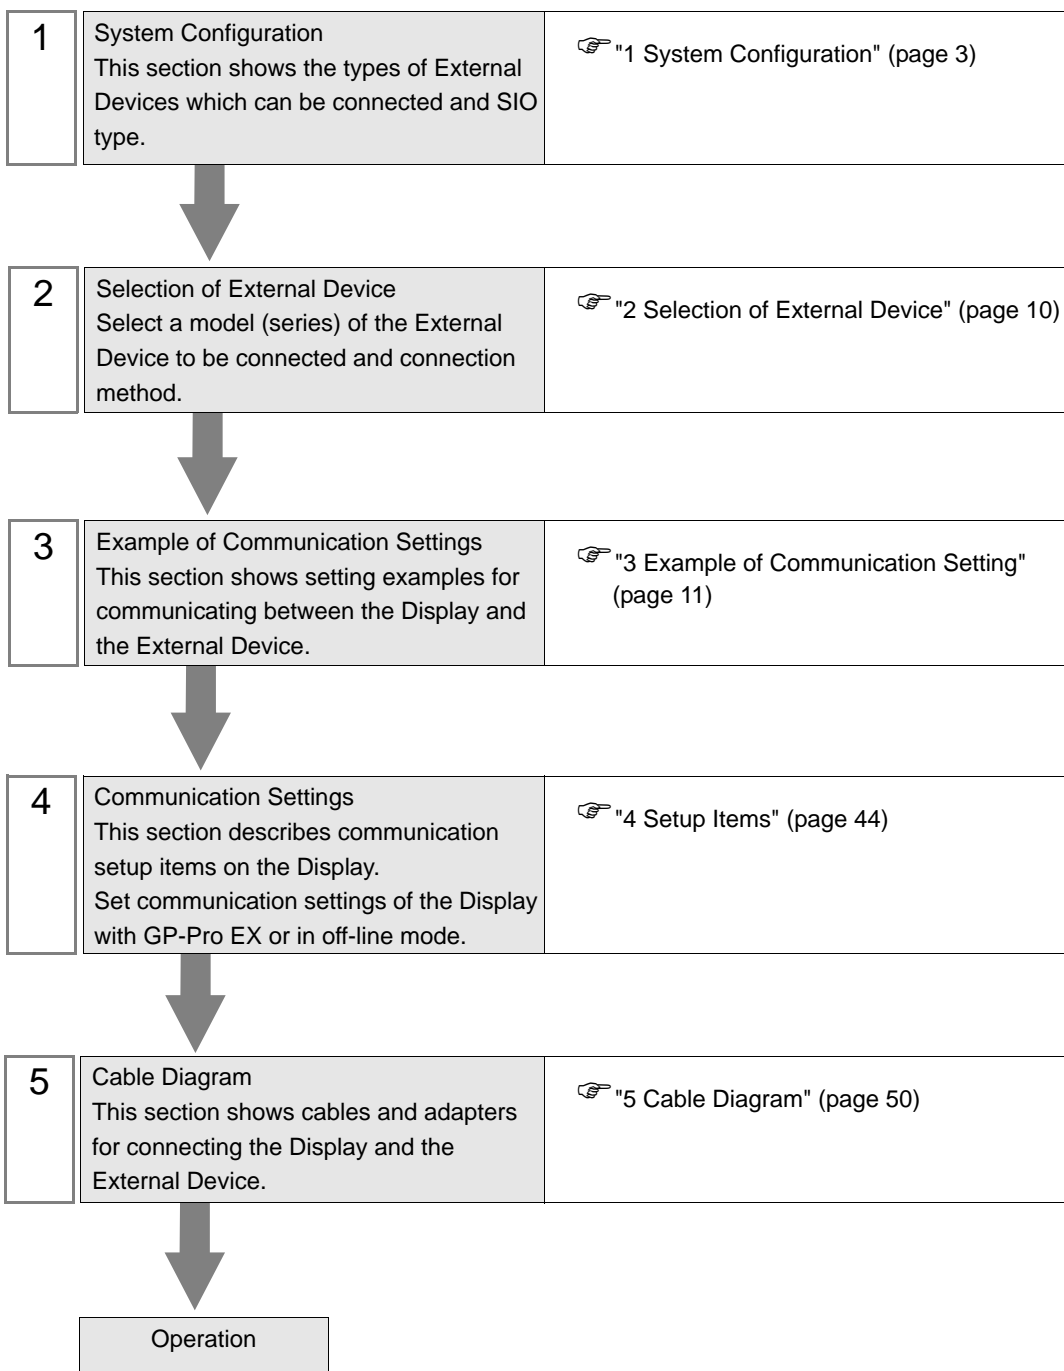 1
System Configuration
This section shows the types of External
Devices which can be connected and SIO
type.
"1 System Configuration" (page 3)
2
Selection of External Device
Select a model (series) of the External
Device to be connected and connection
method.
"2 Selection of External Device" (page 10)
3
Example of Communication Settings
This section shows setting examples for
communicating between the Display and
the External Device.
"3 Example of Communication Setting"
(page 11)
4
Communication Settings
This section describes communication
setup items on the Display.
Set communication settings of the Display
with GP-Pro EX or in off-line mode.
"4 Setup Items" (page 44)
5
Cable Diagram
This section shows cables and adapters
for connecting the Display and the
External Device.
"5 Cable Diagram" (page 50)
Operation